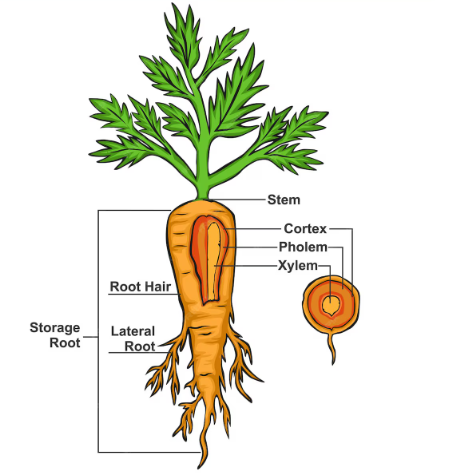 Stem
Cortex
Pholem
Xylem
Root Hair
Storage
Root
Lateral
Root